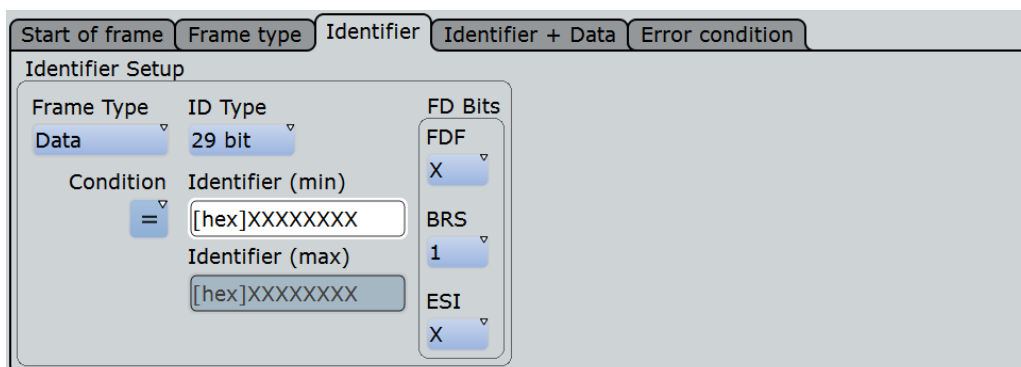 Start of frame Frame type Identifier Identifier + Data Error condition
Identifier Setup
Frame Type ID Type FD Bits
Data 29 bit FDF
X
Condition Identifier (min)
= [hex]XXXXXXXX BRS
Identifier (max) 1
[hex]XXXXXXXX ESI
X